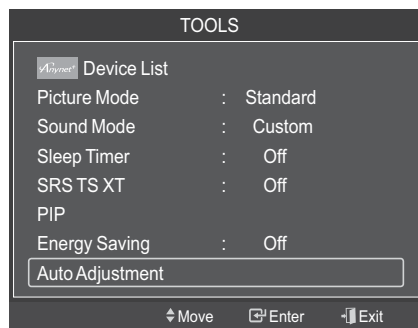 TOOLS
Anynet+ Device List
Picture Mode : Standard
Sound Mode : Custom
Sleep Timer : Off
SRS TS XT : Off
PIP
Energy Saving : Off
Auto Adjustment
Move Enter Exit